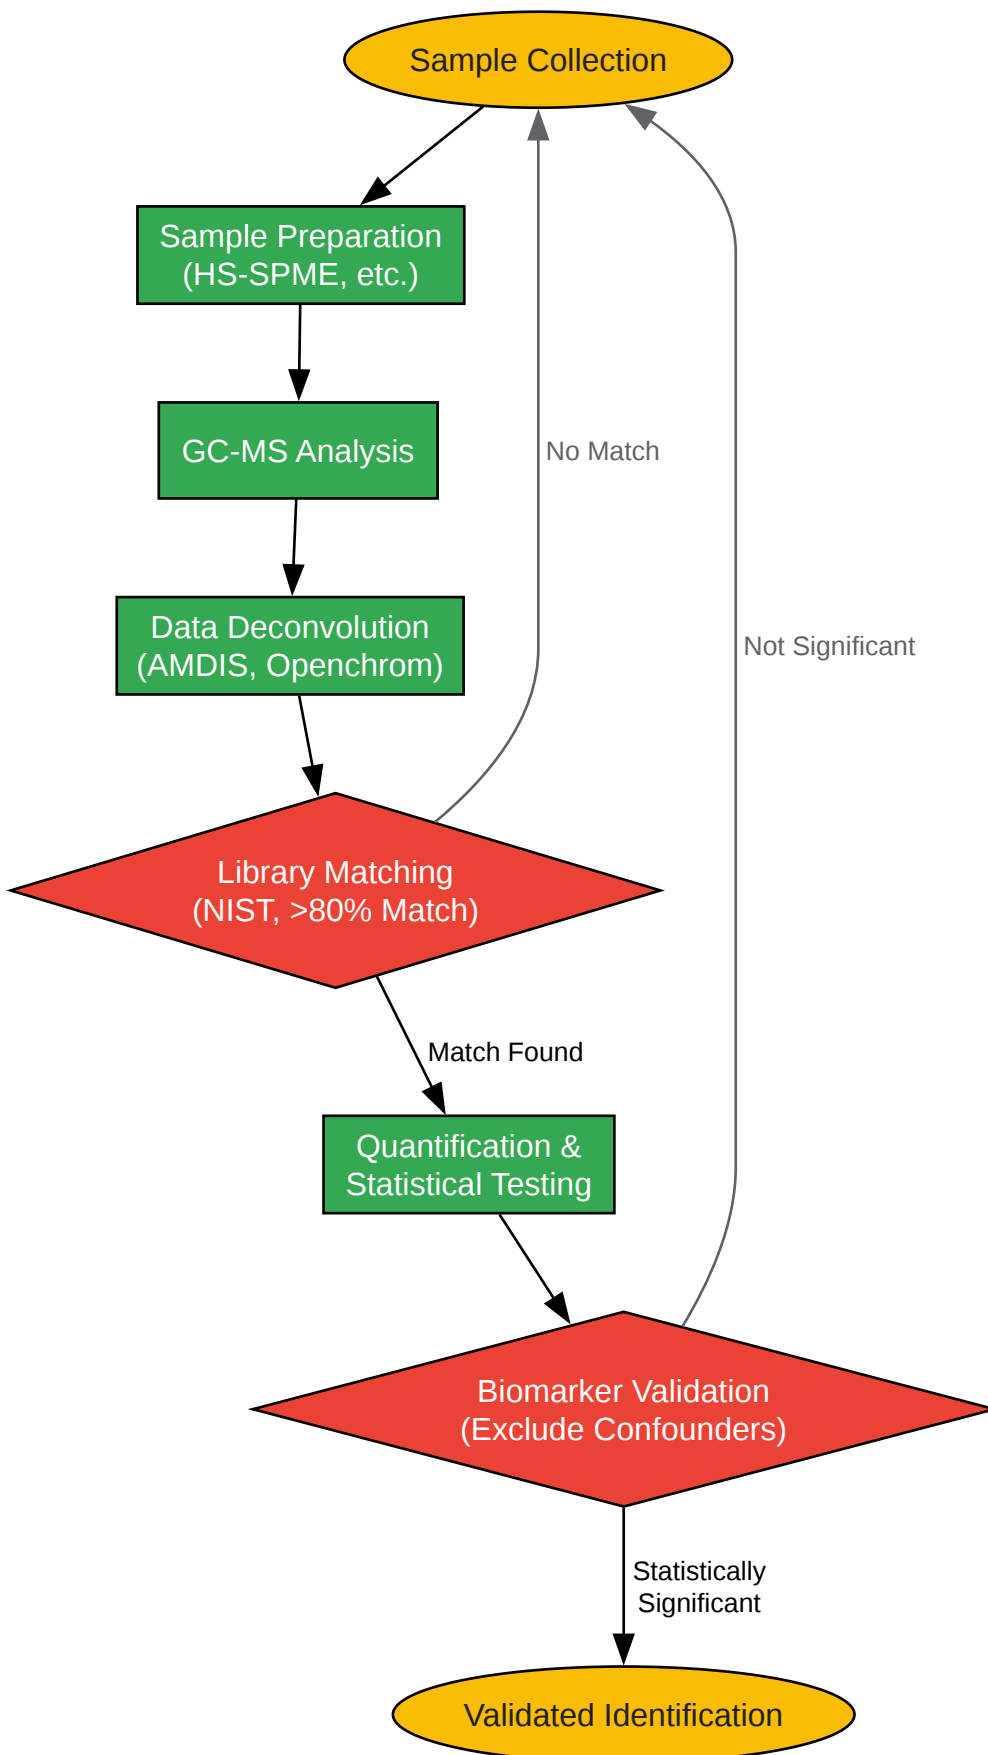 Sample Collection
Sample Preparation
(HS-SPME, etc.)
GC-MS Analysis
No Match
Data Deconvolution
(AMDIS, Openchrom)
Not Significant
Library Matching
(NIST, >80% Match)
Match Found
Quantification &
Statistical Testing
Biomarker Validation
(Exclude Confounders)
Statistically
Significant
Validated Identification